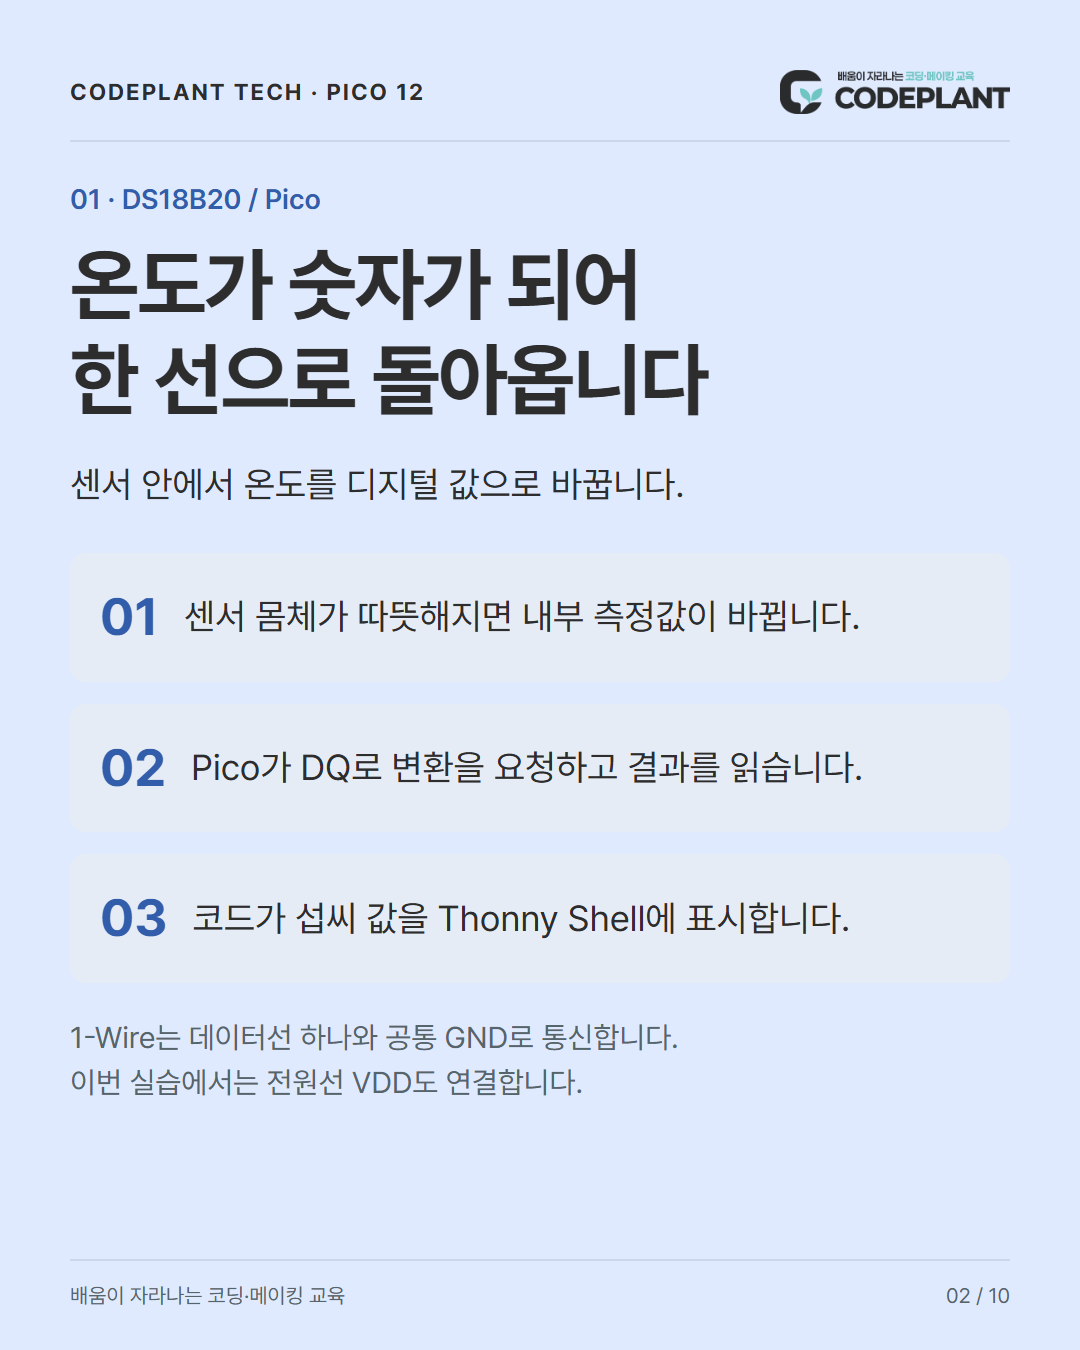 CODEPLANT TECH · PICO 12
배움이 자라나는 코딩·메이킹 교육
CODEPLANT
01 · DS18B20 / Pico
온도가 숫자가 되어
한 선으로 돌아옵니다
센서 안에서 온도를 디지털 값으로 바꿉니다.
01 센서 몸체가 따뜻해지면 내부 측정값이 바뀝니다.
02 Pico가 DQ로 변환을 요청하고 결과를 읽습니다.
03 코드가 섭씨 값을 Thonny Shell에 표시합니다.
1-Wire는 데이터선 하나와 공통 GND로 통신합니다.
이번 실습에서는 전원선 VDD도 연결합니다.
배움이 자라나는 코딩·메이킹 교육
02 / 10